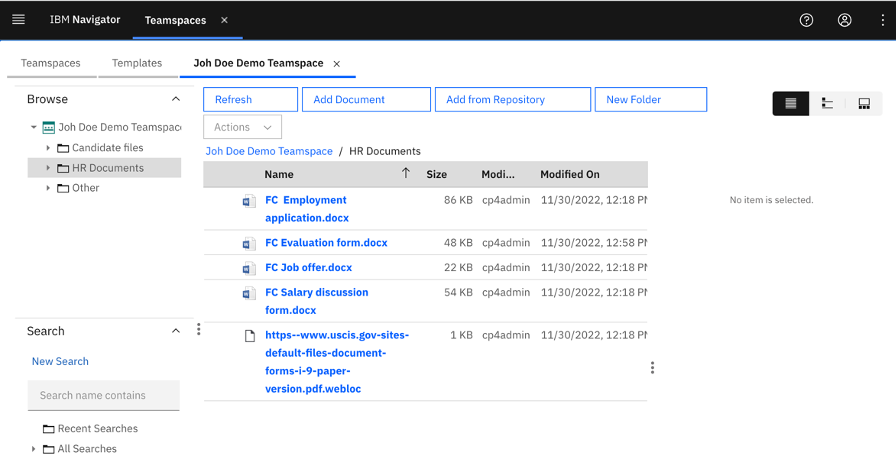 IBM Navigator
Teamspaces ×
Teamspaces
Templates
Joh Doe Demo Teamspace ×
Browse
Joh Doe Demo Teamspace
Candidate files
HR Documents
Other
Search
New Search
Search name contains
Recent Searches
All Searches
Refresh
Add Document
Add from Repository
New Folder
Actions
Joh Doe Demo Teamspace / HR Documents
Name Size Modi... Modified On
FC Employment 86 KB cp4admin 11/30/2022, 12:18 PM
application.docx
FC Evaluation form.docx 48 KB cp4admin 11/30/2022, 12:58 PM
FC Job offer.docx 22 KB cp4admin 11/30/2022, 12:18 PM
FC Salary discussion 54 KB cp4admin 11/30/2022, 12:18 PM
form.docx
https--www.uscis.gov-sites- 1 KB cp4admin 11/30/2022, 12:18 PM
default-files-document-
forms-i-9-paper-
version.pdf.webloc
No item is selected.